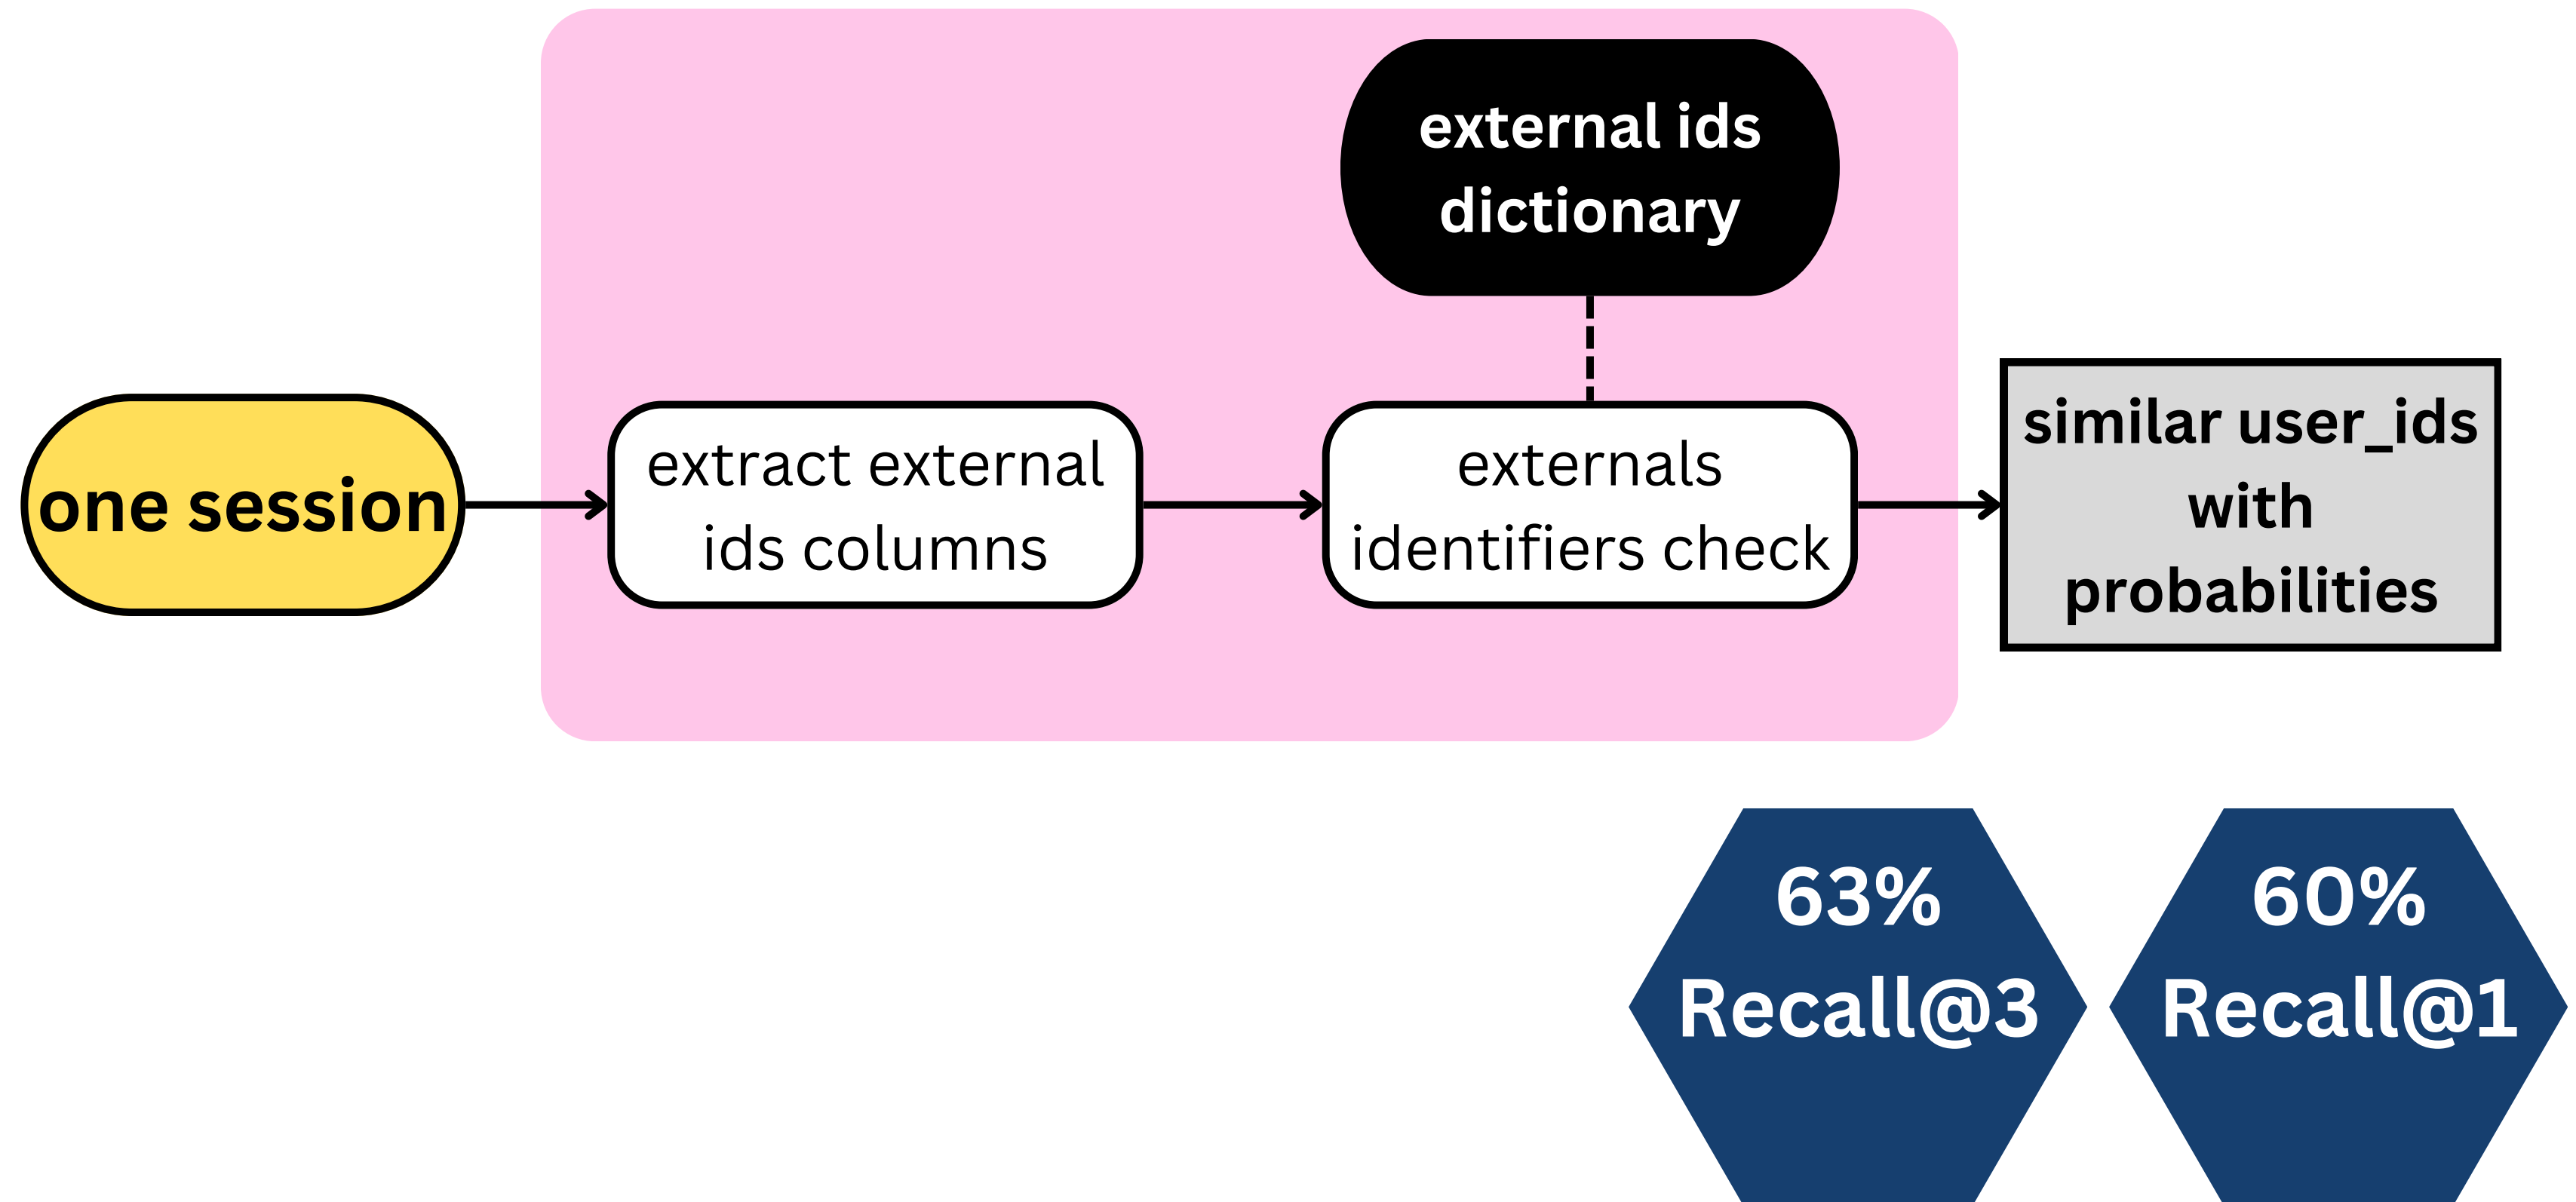 external ids
dictionary
one session
extract external
ids columns
externals
identifiers check
similar user_ids
with
probabilities
63%
Recall@3
60%
Recall@1